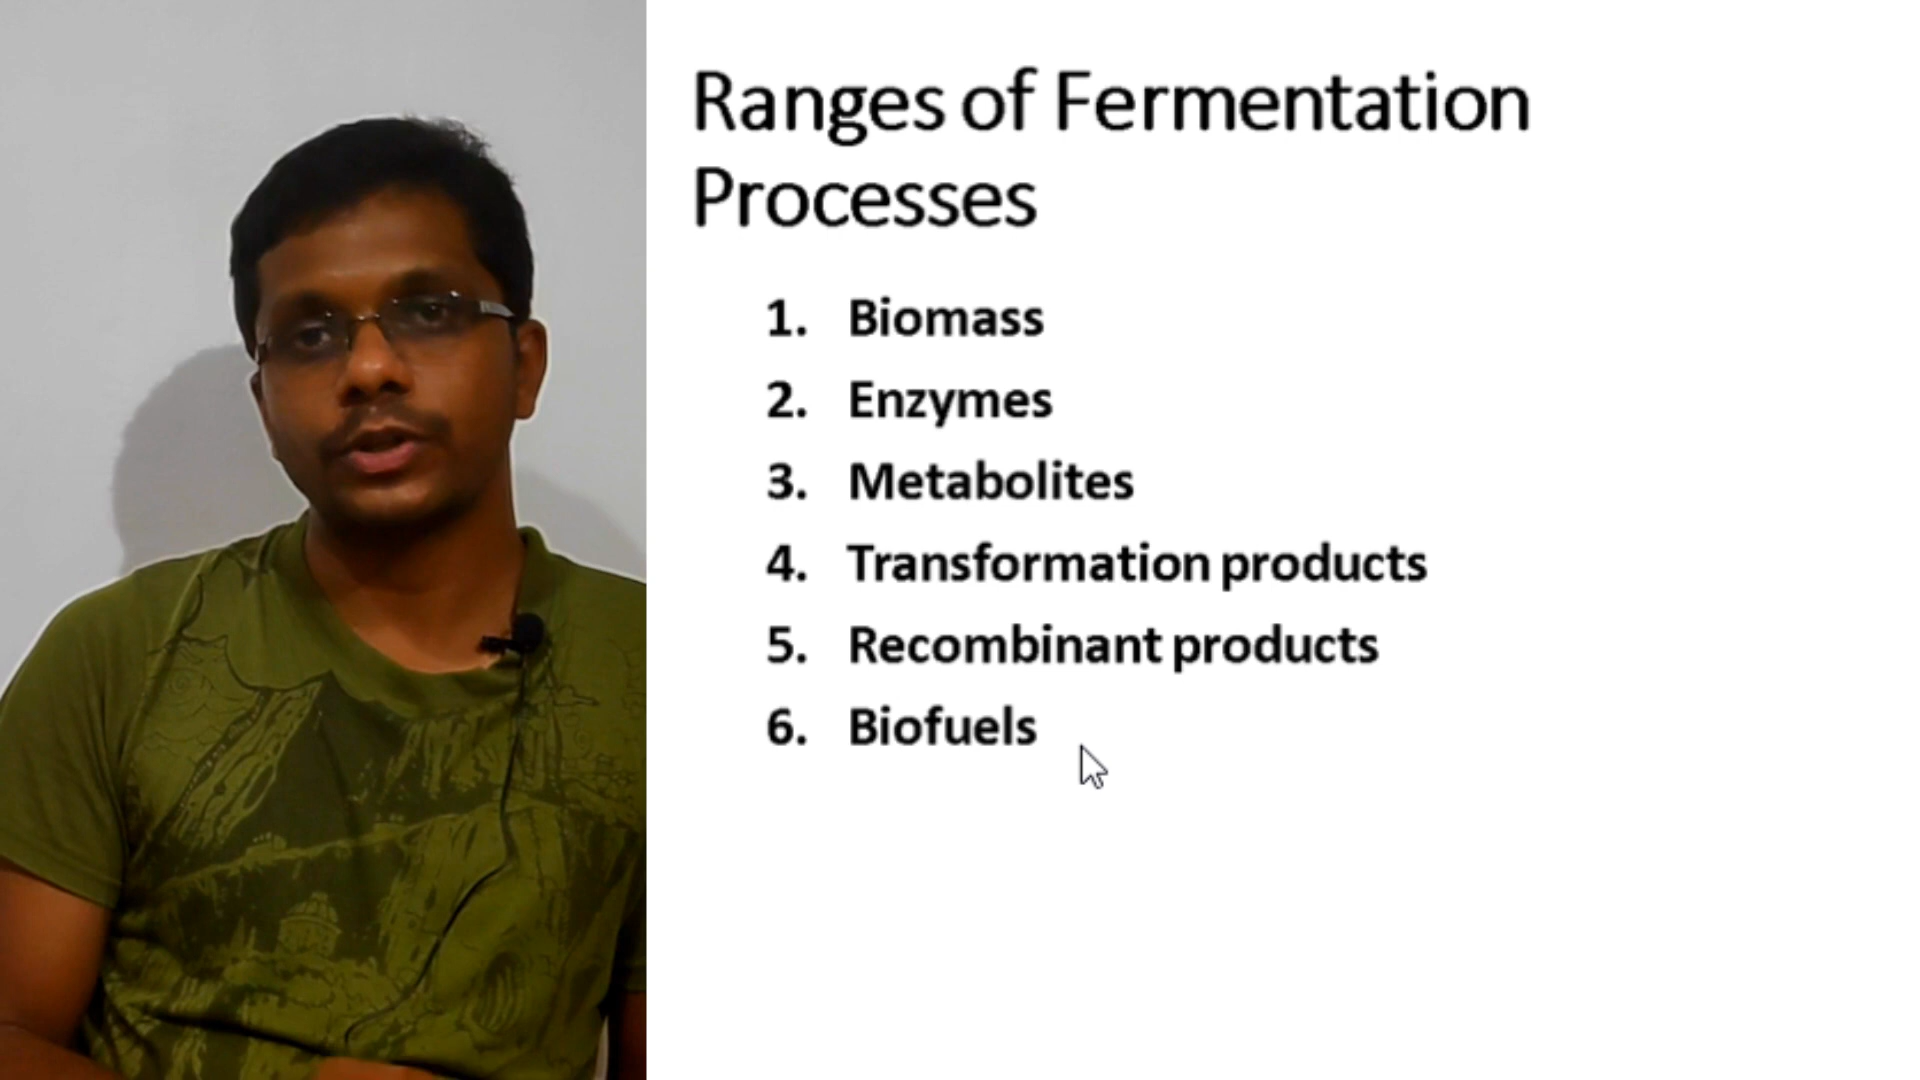 Ranges of Fermentation
Processes
1. Biomass
2. Enzymes
3. Metabolites
4. Transformation products
5. Recombinant products
6. Biofuels